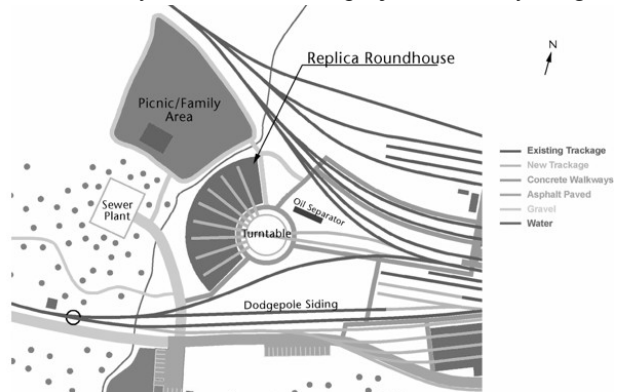 Replica Roundhouse
N
Picnic/Family
Area
Sewer
Plant
Oil Separator
Turntable
Dodgepole Siding
Existing Trackage
New Trackage
Concrete Walkways
Asphalt Paved
Gravel
Water